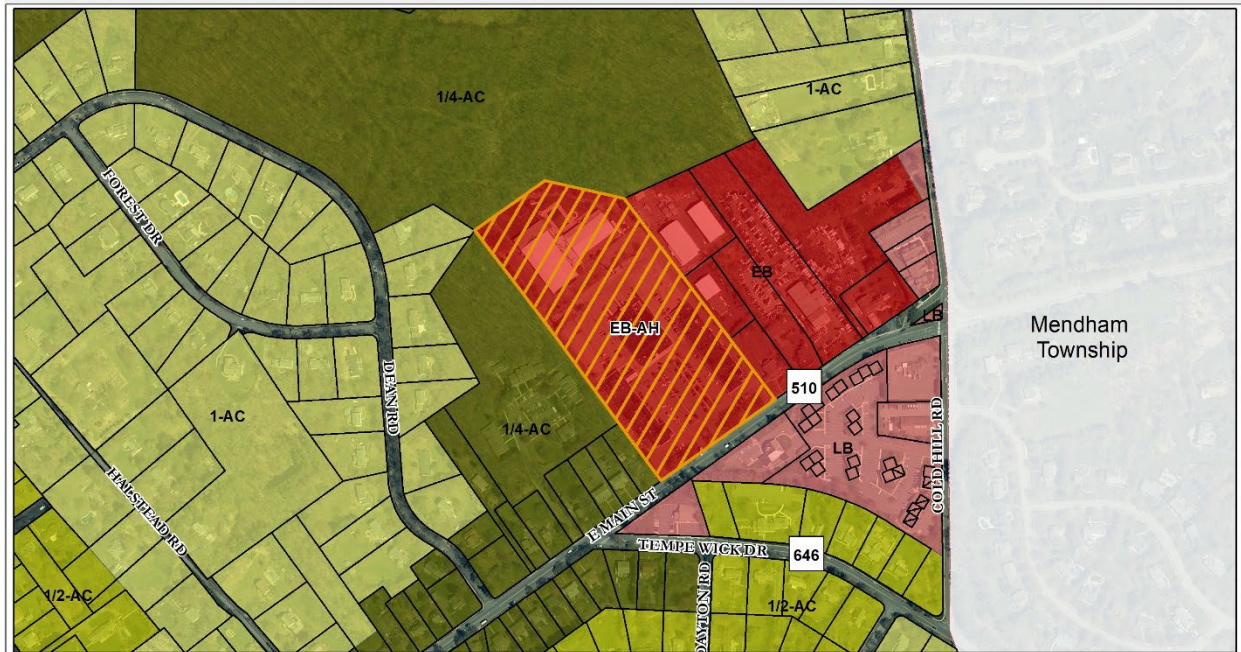 1/4-AC
1-AC
FOREST DR
EB
LB
EB-AH
Mendham
Township
510
DEAN RD
1-AC
1/4-AC
LB
COLD HILL RD
HALSTEAD RD
E MAIN ST
TEMPE WICK DR
646
1/2-AC
1/2-AC
DAYTON RD